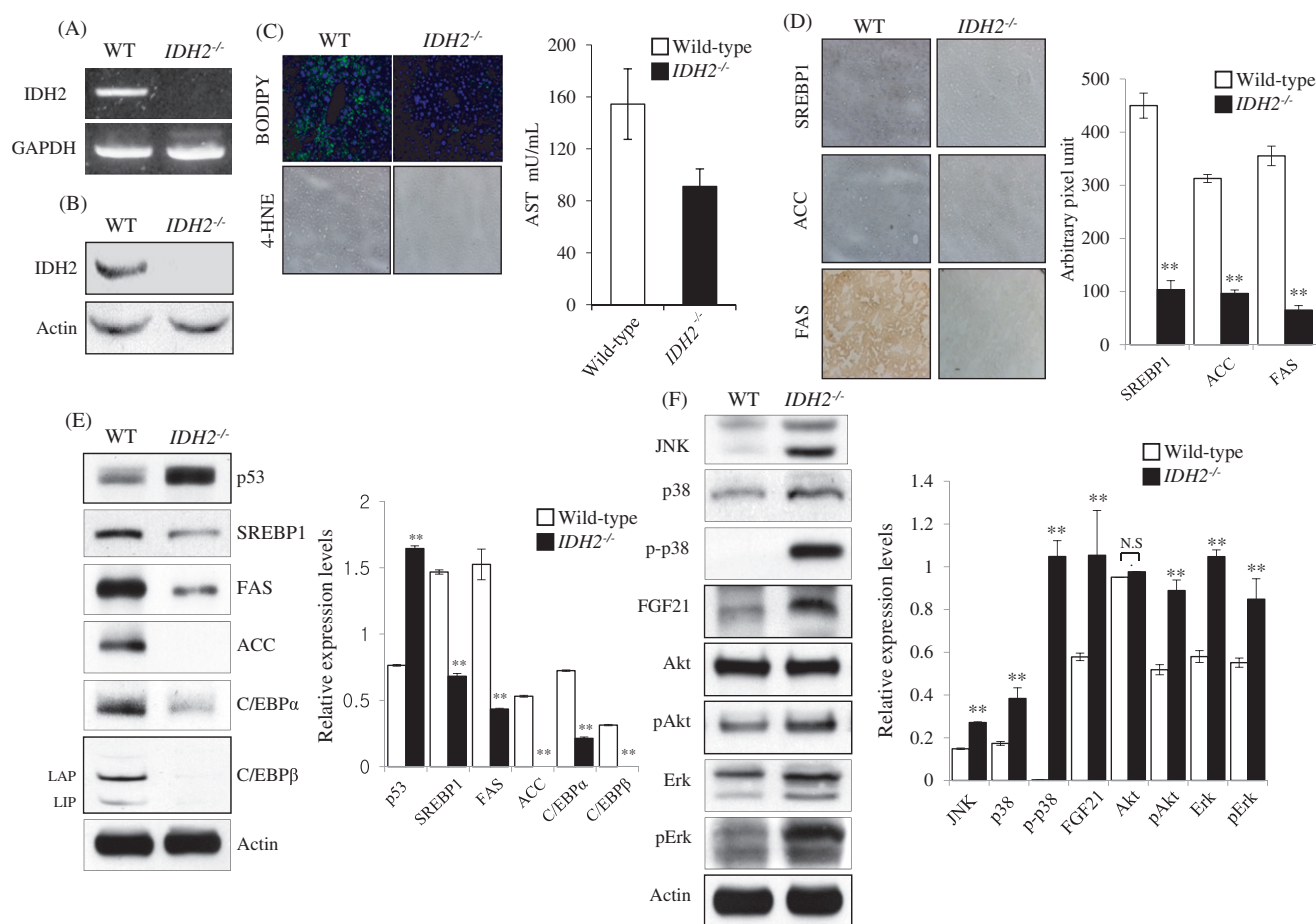 (A)
WT IDH2-/-
IDH2
GAPDH
(B)
WT IDH2-/-
IDH2
Actin
(C)
WT IDH2-/-
BODIPY
4-HNE
Wild-type
IDH2-/-
AST mU/mL
200
160
120
80
40
0
Wild-type IDH2-/-
(D)
WT IDH2-/-
SREBP1
ACC
FAS
Wild-type
IDH2-/-
Arbitrary pixel unit
500
400
300
200
100
0
** ** **
SREBP1 ACC FAS
(E)
WT IDH2-/-
p53
SREBP1
FAS
ACC
C/EBPα
C/EBPβ
LAP
LIP
Actin
Wild-type
IDH2-/-
Relative expression levels
2
1.5
1
0.5
0
** ** ** ** ** **
p53 SREBP1 FAS ACC C/EBPα C/EBPβ
(F)
WT IDH2-/-
JNK
p38
p-p38
FGF21
Akt
pAkt
Erk
pErk
Actin
Wild-type
IDH2-/-
Relative expression levels
1.4
1.2
1
0.8
0.6
0.4
0.2
0
** ** ** ** N.S ** ** **
JNK p38 p-p38 FGF21 Akt pAkt Erk pErk